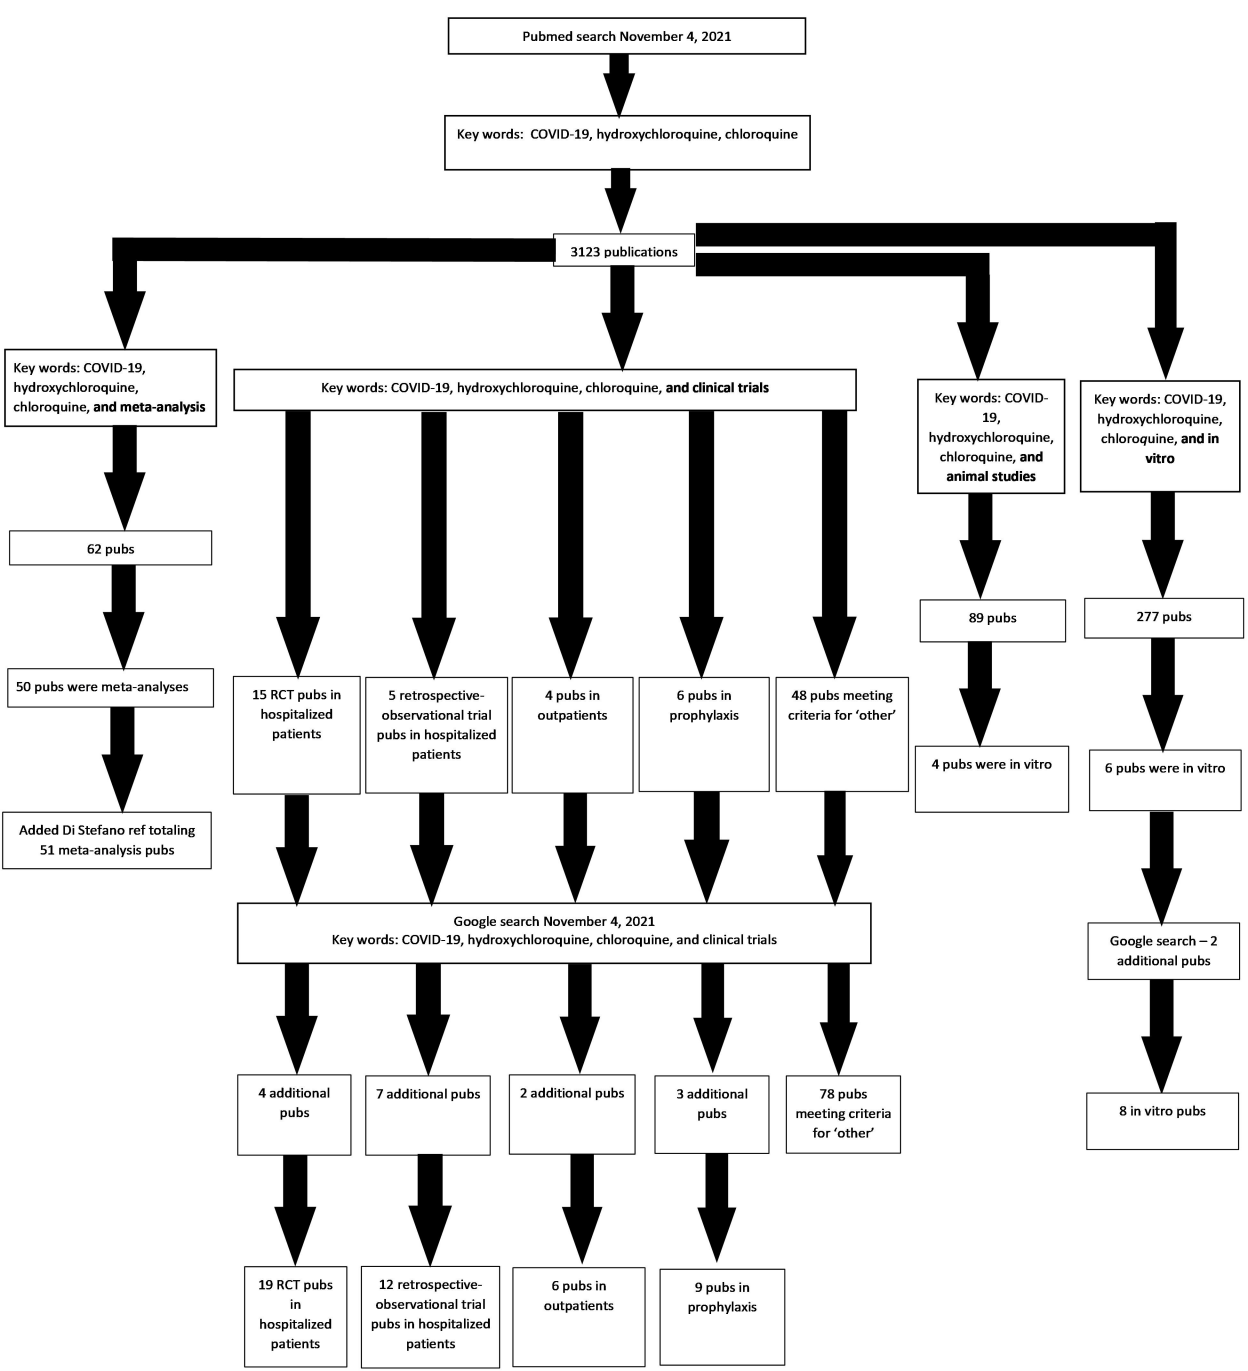 Pubmed search November 4, 2021
Key words: COVID-19, hydroxychloroquine, chloroquine
3123 publications
Key words: COVID-19,
hydroxychloroquine,
chloroquine, and meta-analysis
Key words: COVID-19, hydroxychloroquine, chloroquine, and clinical trials
Key words: COVID-
19,
hydroxychloroquine,
chloroquine, and
animal studies
Key words: COVID-19,
hydroxychloroquine,
chloroquine, and in
vitro
62 pubs
89 pubs
277 pubs
50 pubs were meta-analyses
15 RCT pubs in
hospitalized
patients
5 retrospective-
observational trial
pubs in hospitalized
patients
4 pubs in
outpatients
6 pubs in
prophylaxis
48 pubs meeting
criteria for ‘other’
4 pubs were in vitro
6 pubs were in vitro
Added Di Stefano ref totaling
51 meta-analysis pubs
Google search November 4, 2021
Key words: COVID-19, hydroxychloroquine, chloroquine, and clinical trials
Google search – 2
additional pubs
4 additional
pubs
7 additional pubs
2 additional pubs
3 additional
pubs
78 pubs
meeting criteria
for ‘other’
8 in vitro pubs
19 RCT pubs
in
hospitalized
patients
12 retrospective-
observational trial
pubs in hospitalized
patients
6 pubs in
outpatients
9 pubs in
prophylaxis